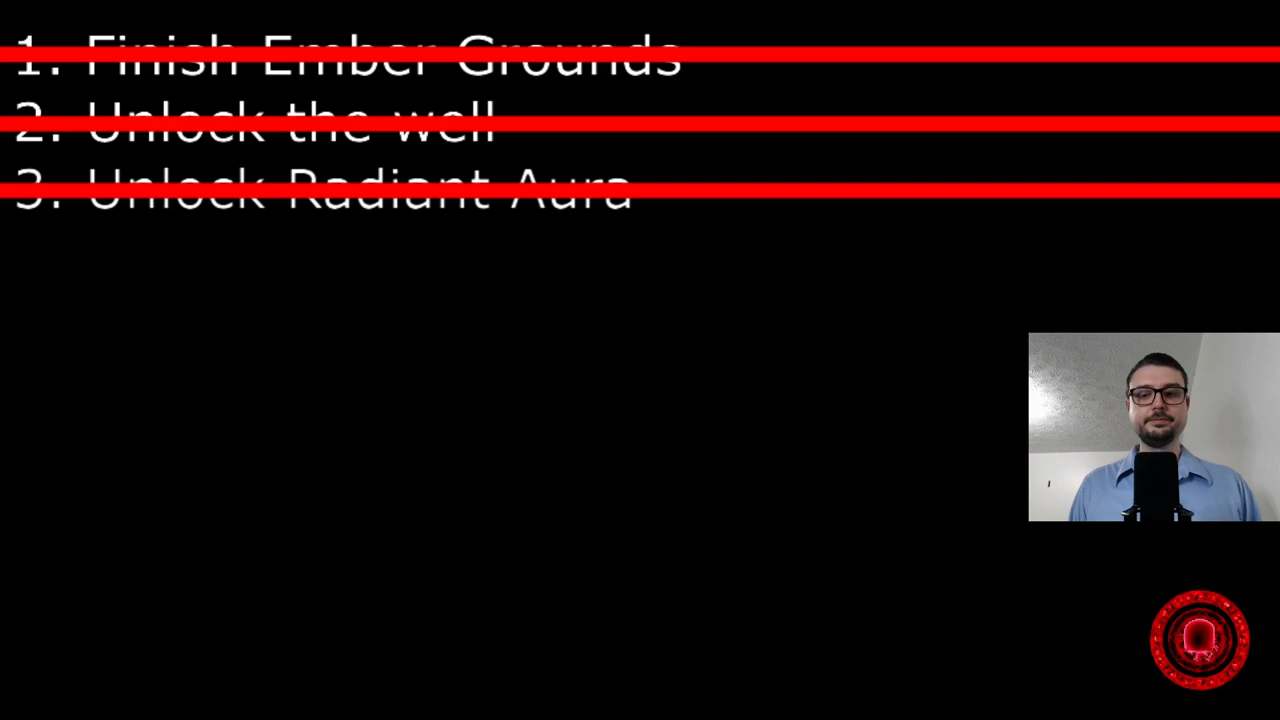 1. Finish Ember Grounds
2. Unlock the well
3. Unlock Radiant Aura